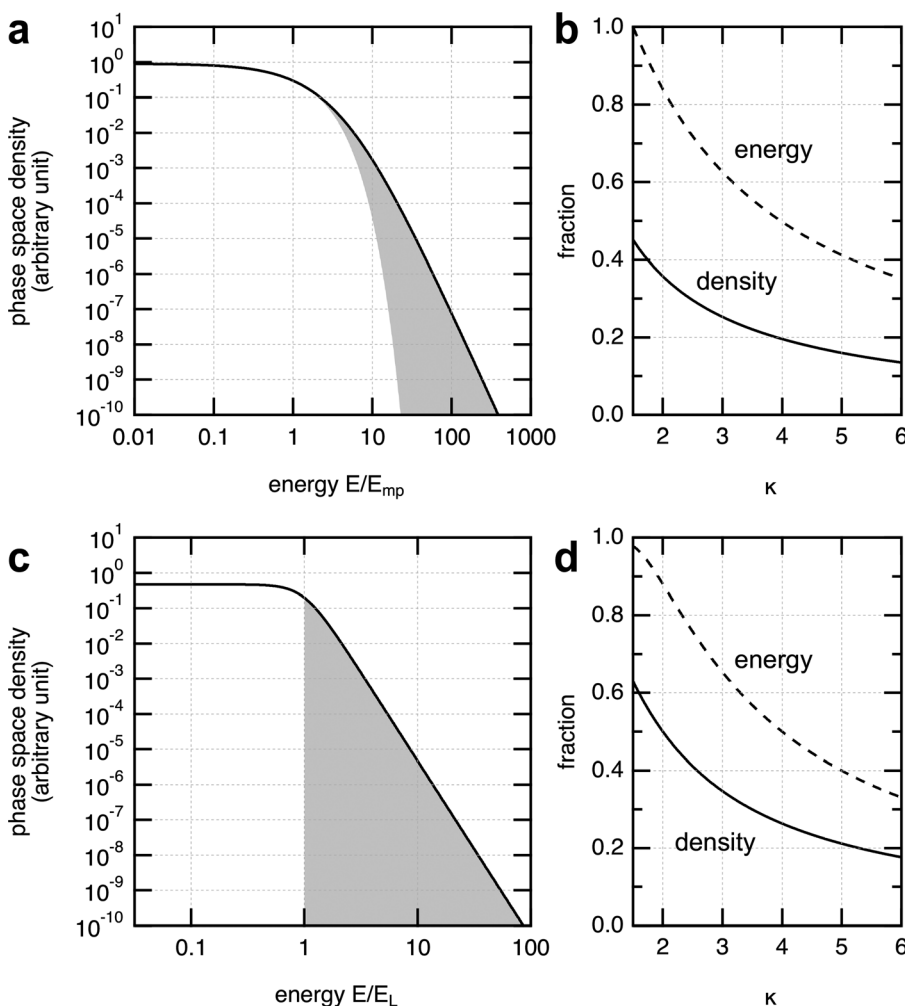 a
10^1
10^0
10^-1
10^-2
10^-3
10^-4
10^-5
10^-6
10^-7
10^-8
10^-9
10^-10
phase space density
(arbitrary unit)
0.01 0.1 1 10 100 1000
energy E/E_mp
b
1.0
0.8
0.6
0.4
0.2
0.0
fraction
energy
density
2 3 4 5 6
κ
c
10^1
10^0
10^-1
10^-2
10^-3
10^-4
10^-5
10^-6
10^-7
10^-8
10^-9
10^-10
phase space density
(arbitrary unit)
0.1 1 10 100
energy E/E_L
d
1.0
0.8
0.6
0.4
0.2
0.0
fraction
energy
density
2 3 4 5 6
κ